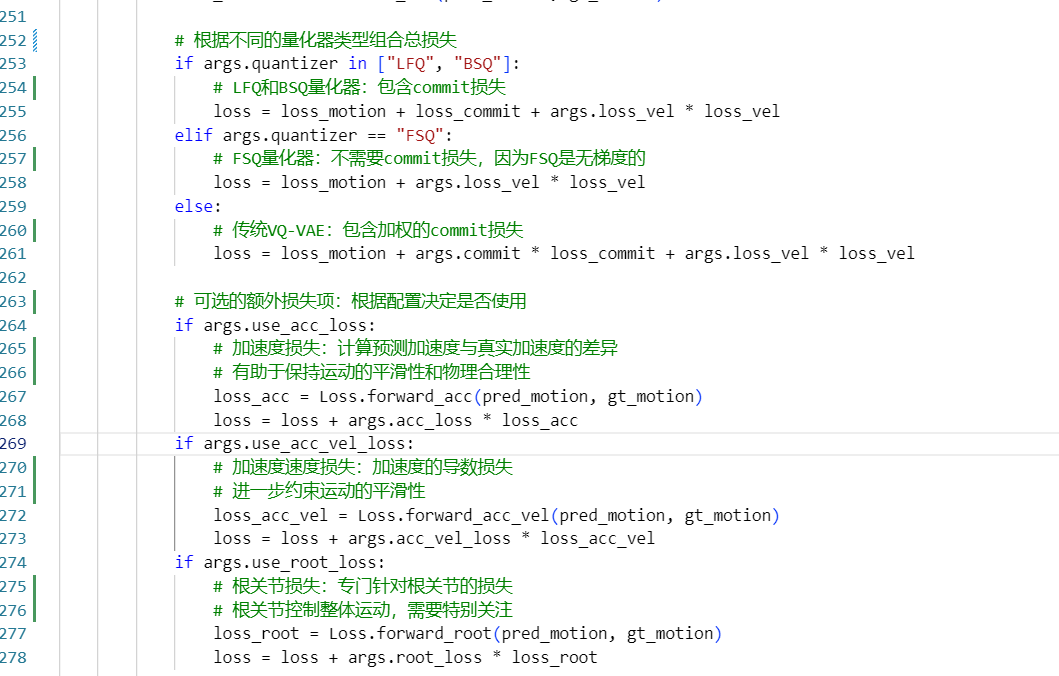 251
252 # 根据不同的量化器类型组合总损失
253 if args.quantizer in ["LFQ", "BSQ"]:
254 # LFQ和BSQ量化器：包含commit损失
255 loss = loss_motion + loss_commit + args.loss_vel * loss_vel
256 elif args.quantizer == "FSQ":
257 # FSQ量化器：不需要commit损失，因为FSQ是无梯度的
258 loss = loss_motion + args.loss_vel * loss_vel
259 else:
260 # 传统VQ-VAE：包含加权的commit损失
261 loss = loss_motion + args.commit * loss_commit + args.loss_vel * loss_vel
262
263 # 可选的额外损失项：根据配置决定是否使用
264 if args.use_acc_loss:
265 # 加速度损失：计算预测加速度与真实加速度的差异
266 # 有助于保持运动的平滑性和物理合理性
267 loss_acc = Loss.forward_acc(pred_motion, gt_motion)
268 loss = loss + args.acc_loss * loss_acc
269 if args.use_acc_vel_loss:
270 # 加速度速度损失：加速度的导数损失
271 # 进一步约束运动的平滑性
272 loss_acc_vel = Loss.forward_acc_vel(pred_motion, gt_motion)
273 loss = loss + args.acc_vel_loss * loss_acc_vel
274 if args.use_root_loss:
275 # 根关节损失：专门针对根关节的损失
276 # 根关节控制整体运动，需要特别关注
277 loss_root = Loss.forward_root(pred_motion, gt_motion)
278 loss = loss + args.root_loss * loss_root